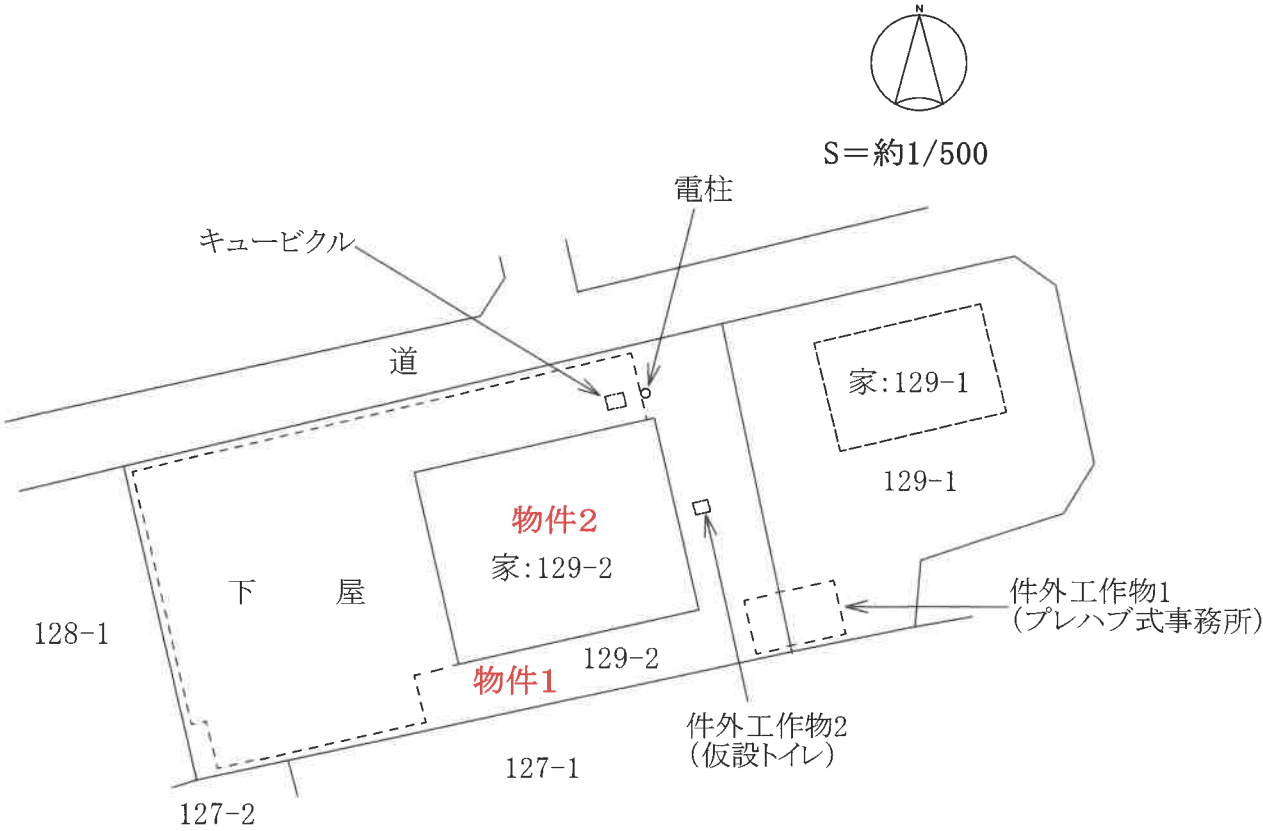 N
S=約1/500
電柱
キュービクル
道
家:129-1
129-1
物件2
家:129-2
下 屋
128-1
件外工作物1
(プレハブ式事務所)
129-2
物件1
件外工作物2
(仮設トイレ)
127-1
127-2